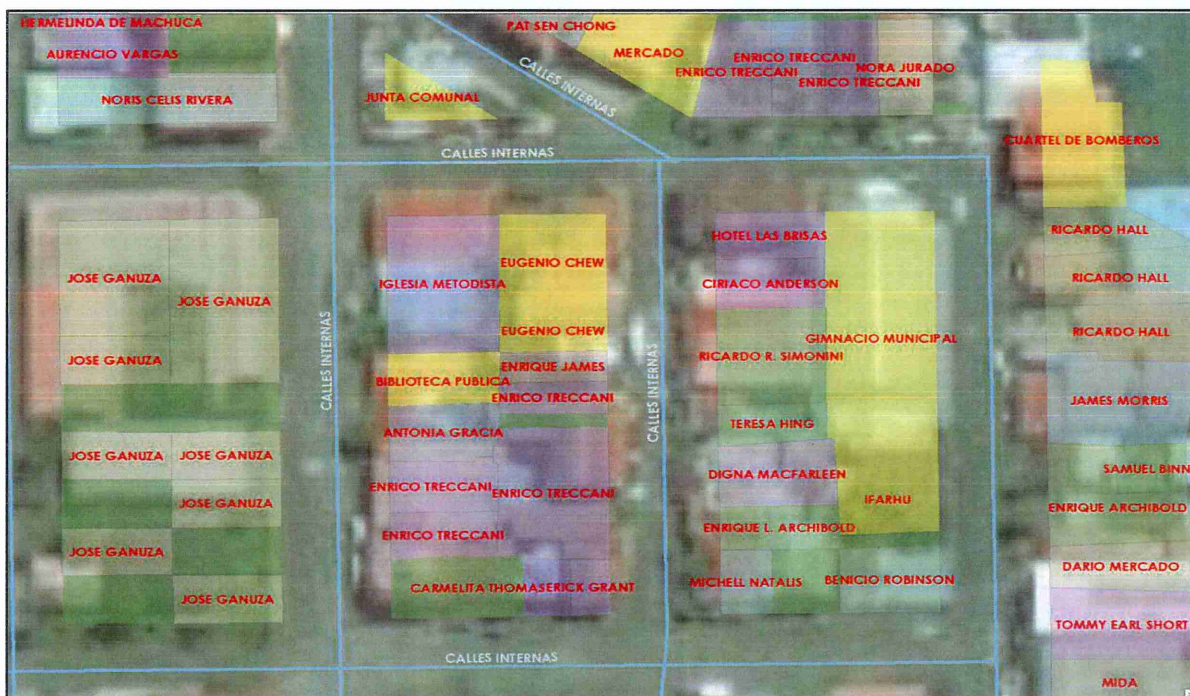 HERMELINDA DE MACHUCA
AURENCIO VARGAS
NORIS CELIS RIVERA
JUNTA COMUNAL
PAT SEN CHONG
MERCADO
ENRICO TRECCANI
ENRICO TRECCANI
NORA JURADO
ENRICO TRECCANI
CALLES INTERNAS
CALLES INTERNAS
CUARTEL DE BOMBEROS
JOSE GANUZA
JOSE GANUZA
JOSE GANUZA
JOSE GANUZA
JOSE GANUZA
JOSE GANUZA
JOSE GANUZA
JOSE GANUZA
CALLES INTERNAS
IGLESIA METODISTA
EUGENIO CHEW
EUGENIO CHEW
BIBLIOTECA PUBLICA
ENRIQUE JAMES
ENRICO TRECCANI
ANTONIA GRACIA
ENRICO TRECCANI
ENRICO TRECCANI
ENRICO TRECCANI
CARMELITA THOMAS
ERICK GRANT
CALLES INTERNAS
HOTEL LAS BRISAS
CIRIACO ANDERSON
GIMNACIO MUNICIPAL
RICARDO R. SIMONINI
TERESA HING
DIGNA MACFARLEEN
IFARHU
ENRIQUE L. ARCHIBOLD
MICHELL NATALIS
BENICIO ROBINSON
RICARDO HALL
RICARDO HALL
RICARDO HALL
JAMES MORRIS
SAMUEL BINN
ENRIQUE ARCHIBOLD
DARIO MERCADO
TOMMY EARL SHORT
MIDA
CALLES INTERNAS